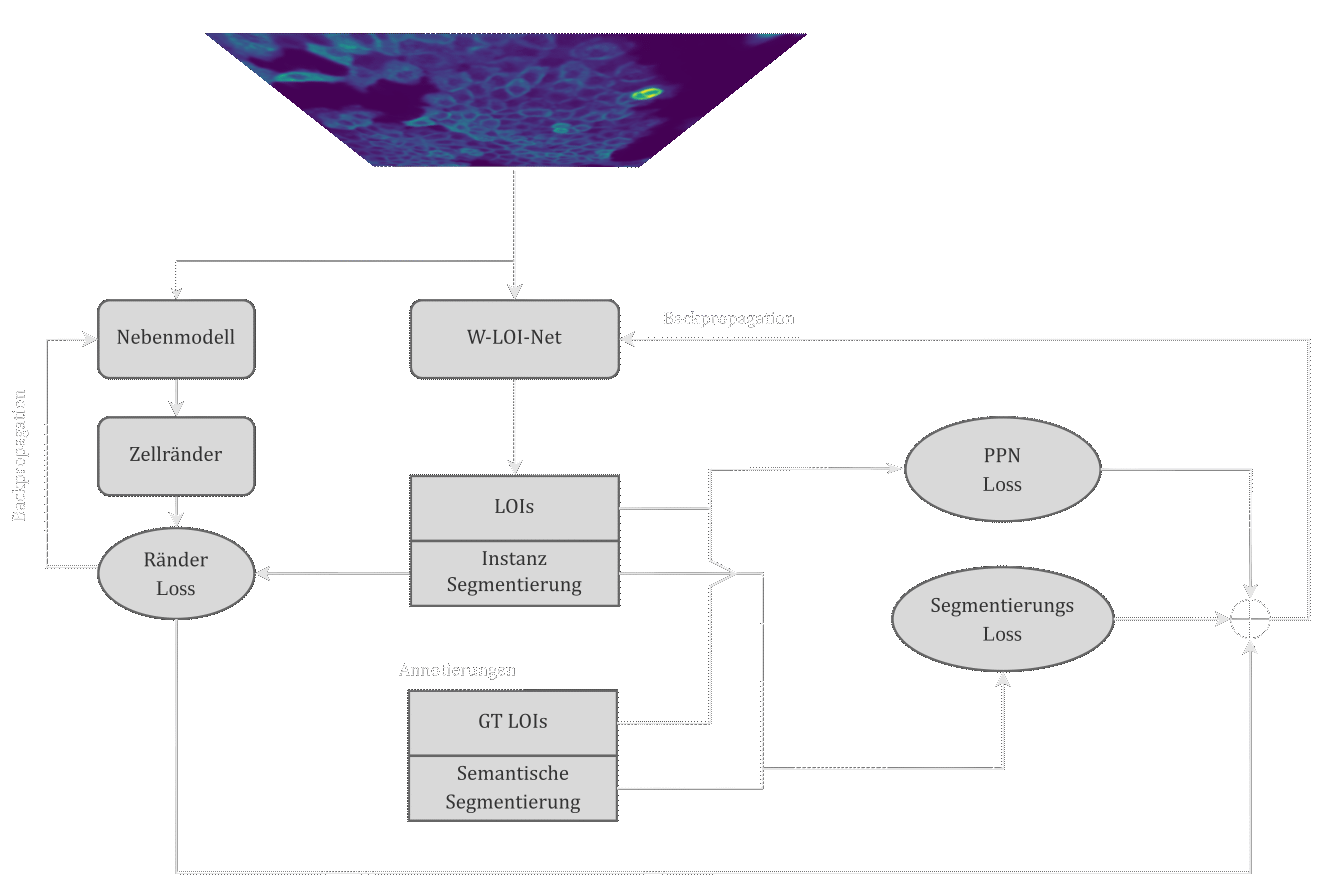 Nebenmodell
W-LOI-Net
Backpropagation
Backpropagation
Zellränder
Ränder
Loss
LOIs
Instanz
Segmentierung
PPN
Loss
Segmentierungs
Loss
Annotierungen
GT LOIs
Semantische
Segmentierung